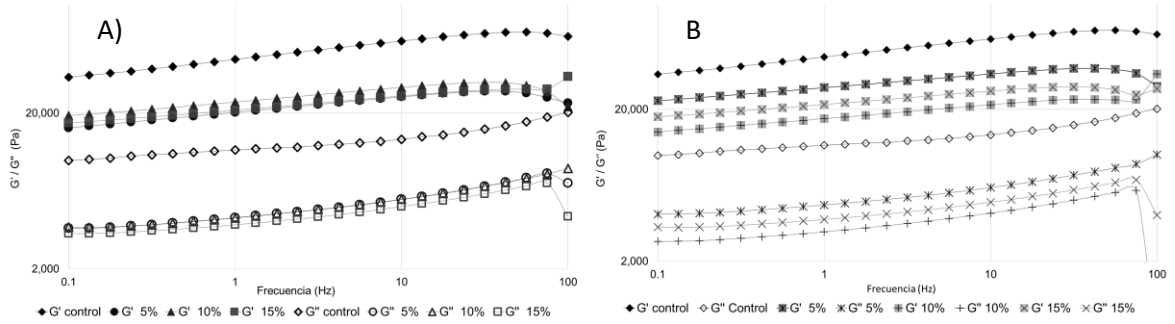 A)
G' / G" (Pa)
20,000
2,000
0.1
1
10
100
Frecuencia (Hz)
G' control G' 5% G' 10% G' 15% G" control G" 5% G" 10% G" 15%
B
G' / G" (Pa)
20,000
2,000
0.1
1
10
100
Frecuencia (Hz)
G' control G" Control G' 5% G" 5% G' 10% G" 10% G' 15% G" 15%